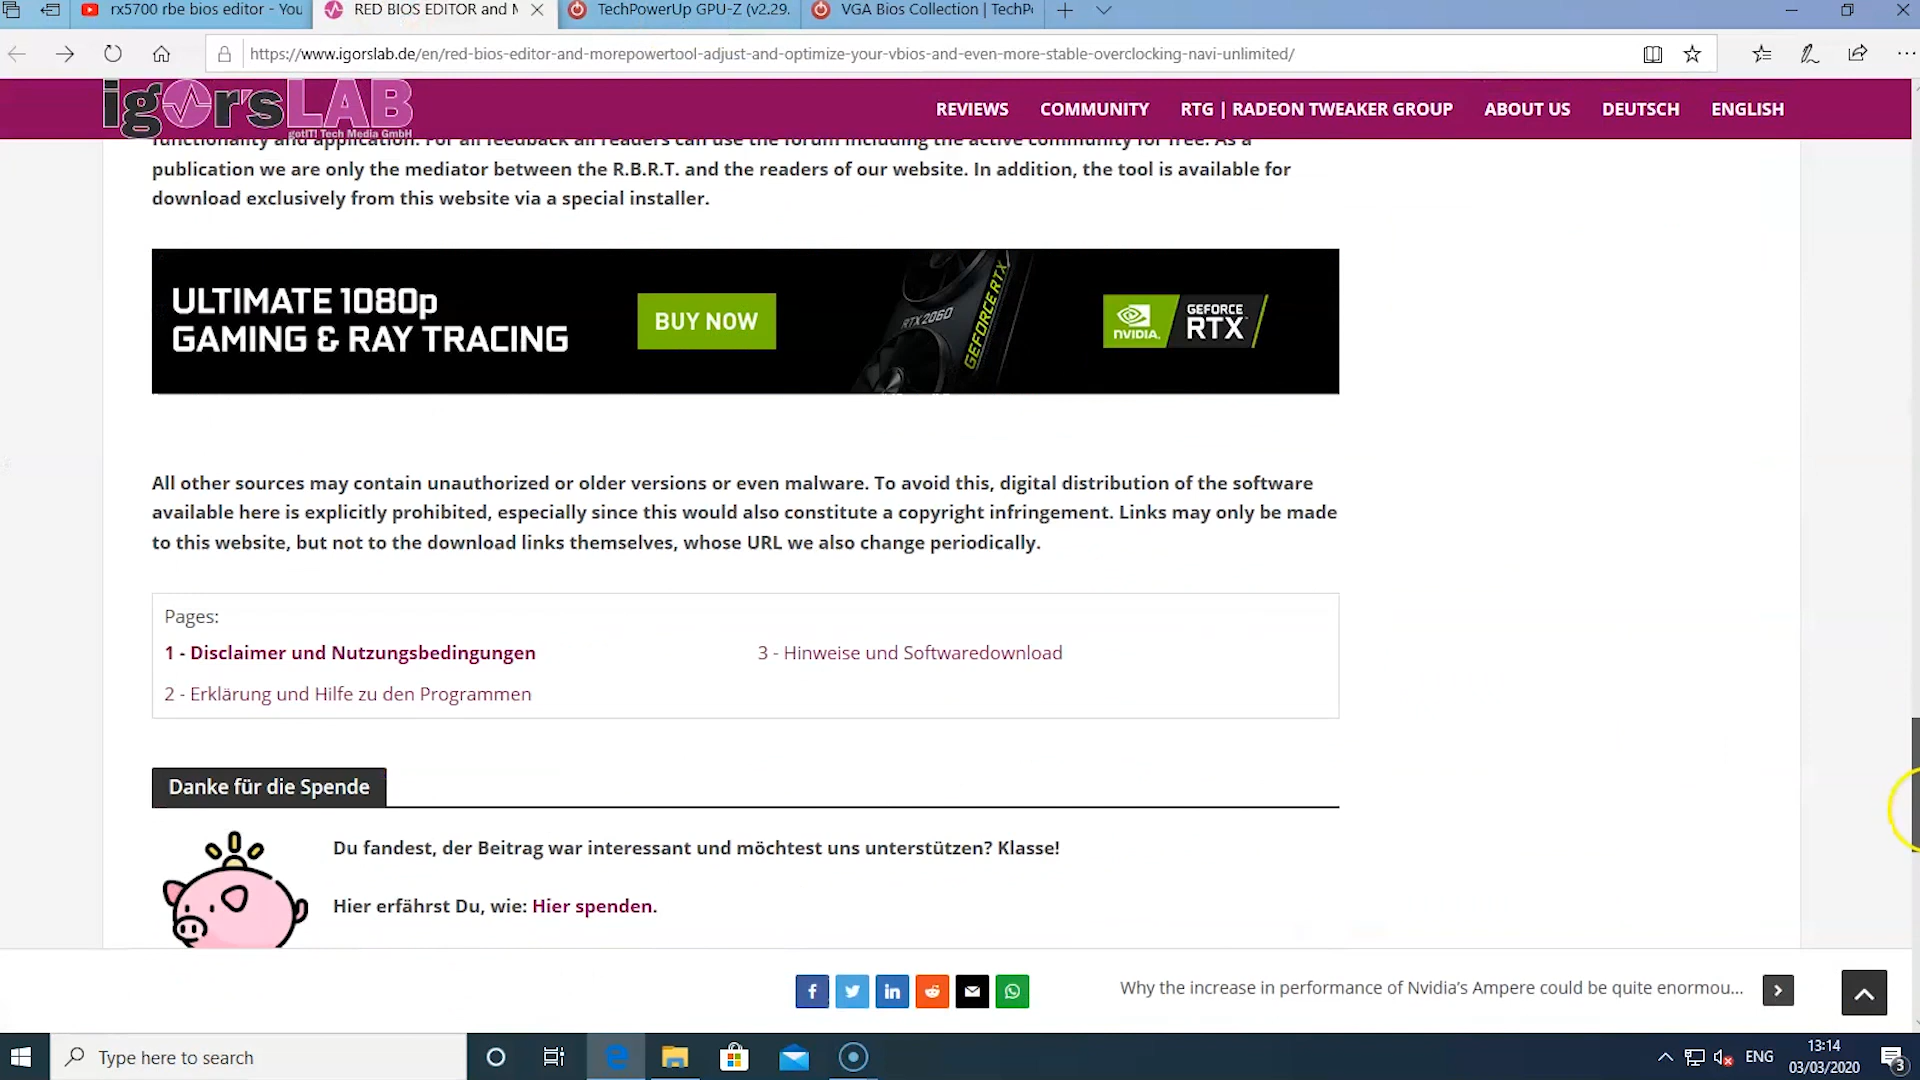 rx5700 rbe bios editor - You
RED BIOS EDITOR and M
TechPowerUp GPU-Z (v2.29.
VGA Bios Collection | TechPo
https://www.igorslab.de/en/red-bios-editor-and-morepowertool-adjust-and-optimize-your-vbios-and-even-more-stable-overclocking-navi-unlimited/
igor'sLAB
gotIT! Tech Media GmbH
REVIEWS
COMMUNITY
RTG | RADEON TWEAKER GROUP
ABOUT US
DEUTSCH
ENGLISH
functionality and application. For all feedback all readers can use the forum including the active community for free. As a
publication we are only the mediator between the R.B.R.T. and the readers of our website. In addition, the tool is available for
download exclusively from this website via a special installer.
ULTIMATE 1080p
GAMING & RAY TRACING
BUY NOW
RTX 2060
GEFORCE RTX
NVIDIA.
GEFORCE
RTX
All other sources may contain unauthorized or older versions or even malware. To avoid this, digital distribution of the software
available here is explicitly prohibited, especially since this would also constitute a copyright infringement. Links may only be made
to this website, but not to the download links themselves, whose URL we also change periodically.
Pages:
1 - Disclaimer und Nutzungsbedingungen
3 - Hinweise und Softwaredownload
2 - Erklärung und Hilfe zu den Programmen
Danke für die Spende
Du fandest, der Beitrag war interessant und möchtest uns unterstützen? Klasse!
Hier erfährst Du, wie: Hier spenden.
Why the increase in performance of Nvidia's Ampere could be quite enormou...
Type here to search
ENG
13:14
03/03/2020
3